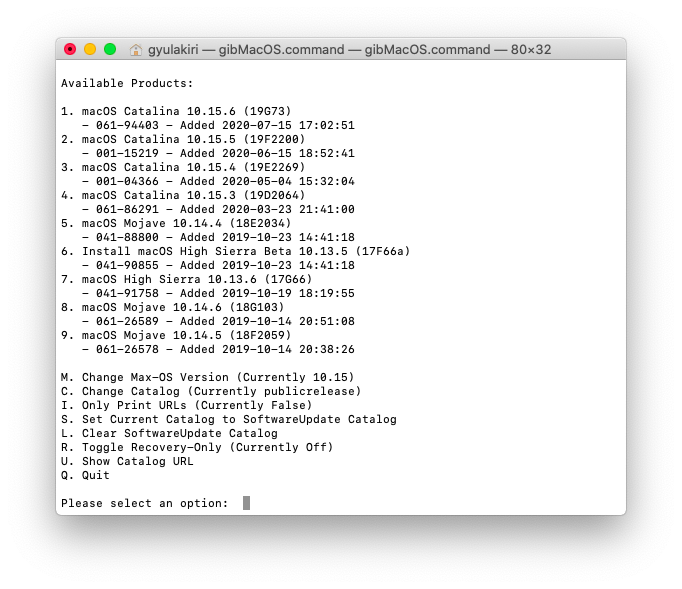 gyulakiri — gibMacOS.command — gibMacOS.command — 80×32
Available Products:
1. macOS Catalina 10.15.6 (19G73)
- 061-94403 - Added 2020-07-15 17:02:51
2. macOS Catalina 10.15.5 (19F2200)
- 001-15219 - Added 2020-06-15 18:52:41
3. macOS Catalina 10.15.4 (19E2269)
- 001-04366 - Added 2020-05-04 15:32:04
4. macOS Catalina 10.15.3 (19D2064)
- 061-86291 - Added 2020-03-23 21:41:00
5. macOS Mojave 10.14.4 (18E2034)
- 041-88800 - Added 2019-10-23 14:41:18
6. Install macOS High Sierra Beta 10.13.5 (17F66a)
- 041-90855 - Added 2019-10-23 14:41:18
7. macOS High Sierra 10.13.6 (17G66)
- 041-91758 - Added 2019-10-19 18:19:55
8. macOS Mojave 10.14.6 (18G103)
- 061-26589 - Added 2019-10-14 20:51:08
9. macOS Mojave 10.14.5 (18F2059)
- 061-26578 - Added 2019-10-14 20:38:26
M. Change Max-OS Version (Currently 10.15)
C. Change Catalog (Currently publicrelease)
I. Only Print URLs (Currently False)
S. Set Current Catalog to SoftwareUpdate Catalog
L. Clear SoftwareUpdate Catalog
R. Toggle Recovery-Only (Currently Off)
U. Show Catalog URL
Q. Quit
Please select an option: